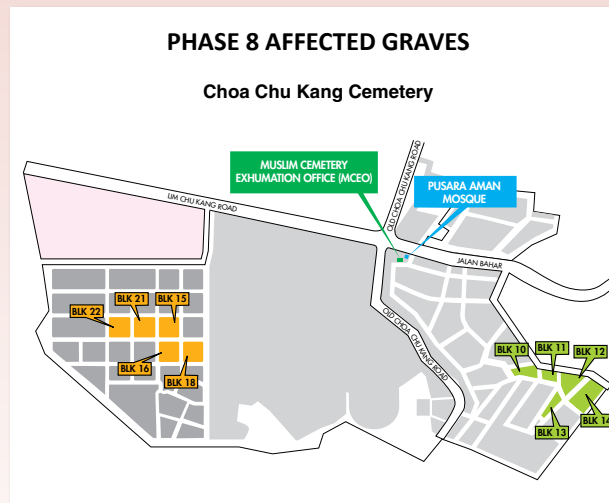 PHASE 8 AFFECTED GRAVES
Choa Chu Kang Cemetery
MUSLIM CEMETERY
EXHUMATION OFFICE (MCEO)
OLD CHOA CHU KANG ROAD
PUSARA AMAN
MOSQUE
LIM CHU KANG ROAD
JALAN BAHAR
BLK 15
BLK 21
BLK 22
OLD CHOA CHU KANG ROAD
BLK 10
BLK 11
BLK 12
BLK 16
BLK 18
BLK 13
BLK 14